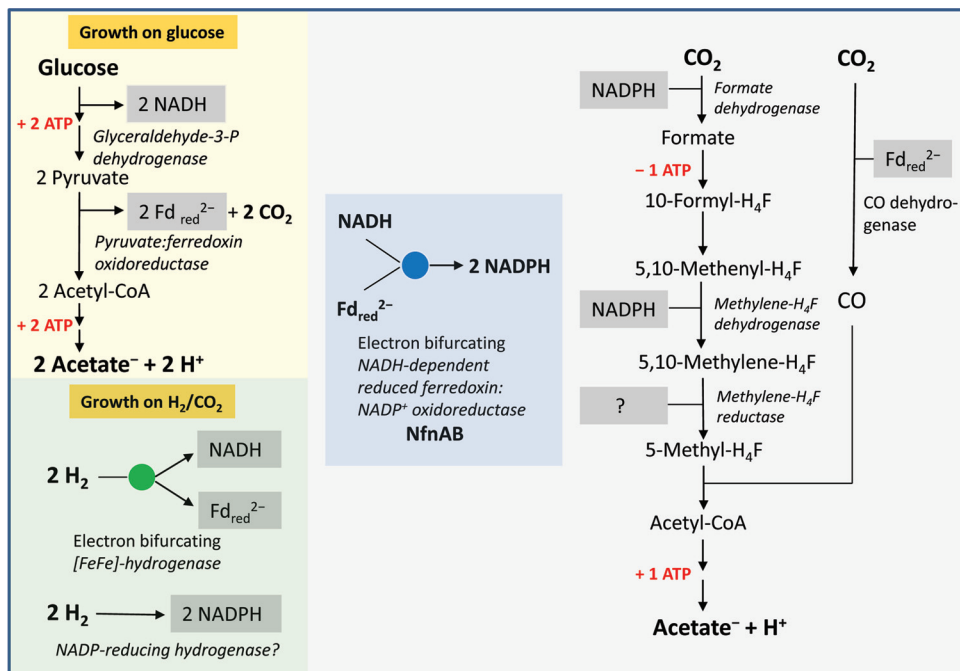 Growth on glucose
Glucose
2 NADH
+ 2 ATP
Glyceraldehyde-3-P
dehydrogenase
2 Pyruvate
2 Fd red²⁻ + 2 CO₂
Pyruvate:ferredoxin
oxidoreductase
2 Acetyl-CoA
+ 2 ATP
2 Acetate⁻ + 2 H⁺
Growth on H₂/CO₂
2 H₂
NADH
Fd red²⁻
Electron bifurcating
[FeFe]-hydrogenase
2 H₂
2 NADPH
NADP-reducing hydrogenase?
NADH
2 NADPH
Fd red²⁻
Electron bifurcating
NADH-dependent
reduced ferredoxin:
NADP⁺ oxidoreductase
NfnAB
CO₂
NADPH
Formate
dehydrogenase
Formate
− 1 ATP
10-Formyl-H₄F
5,10-Methenyl-H₄F
NADPH
Methylene-H₄F
dehydrogenase
5,10-Methylene-H₄F
?
Methylene-H₄F
reductase
5-Methyl-H₄F
Acetyl-CoA
+ 1 ATP
Acetate⁻ + H⁺
CO₂
Fd red²⁻
CO dehydro-
genase
CO